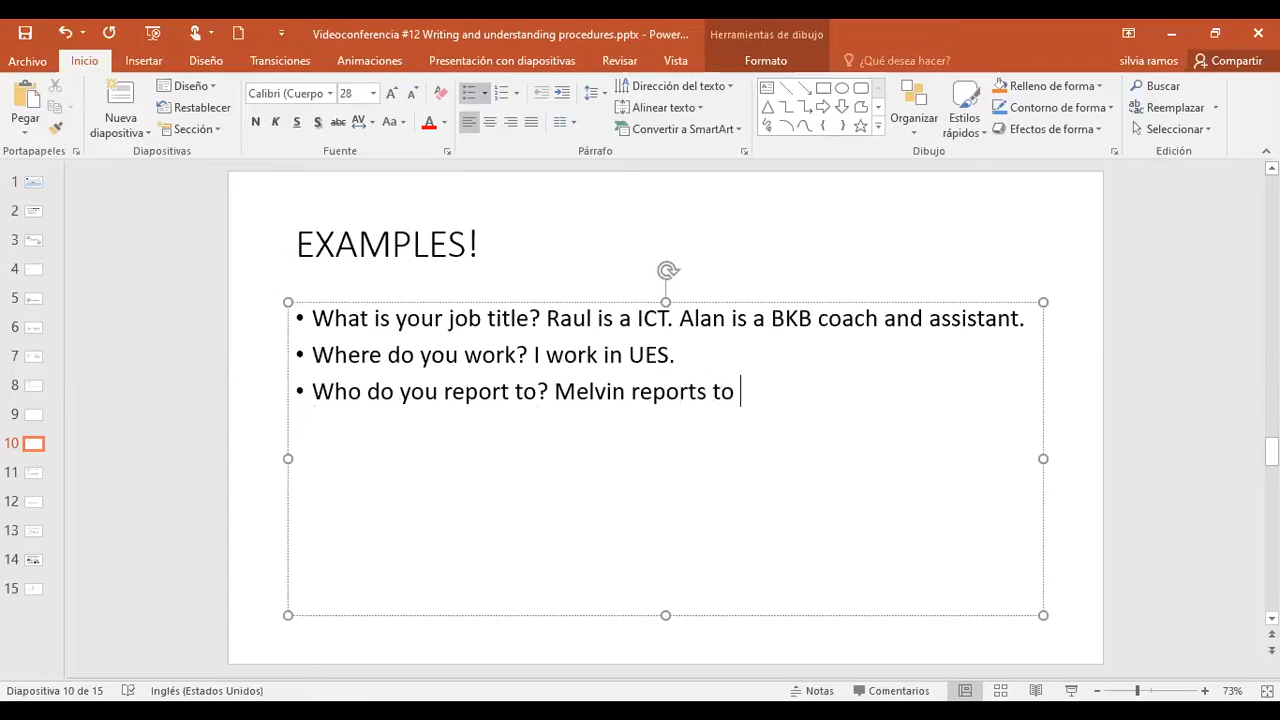 Videoconferencia #12 Writing and understanding procedures.pptx - Powe...
Herramientas de dibujo
Archivo Inicio Insertar Diseño Transiciones Animaciones Presentación con diapositivas Revisar Vista Formato ¿Qué desea hacer? silvia ramos Compartir
Pegar
Portapapeles
Nueva diapositiva
Diseño
Restablecer
Sección
Diapositivas
Calibri (Cuerpo 28
N K S abc AV Aa A
Fuente
Dirección del texto
Alinear texto
Convertir a SmartArt
Párrafo
Organizar
Estilos rápidos
Relleno de forma
Contorno de forma
Efectos de forma
Dibujo
Buscar
Reemplazar
Seleccionar
Edición
1
2
3
4
5
6
7
8
9
10
11
12
13
14
15
EXAMPLES!
• What is your job title? Raul is a ICT. Alan is a BKB coach and assistant.
• Where do you work? I work in UES.
• Who do you report to? Melvin reports to
Diapositiva 10 de 15 Inglés (Estados Unidos) Notas Comentarios 73%